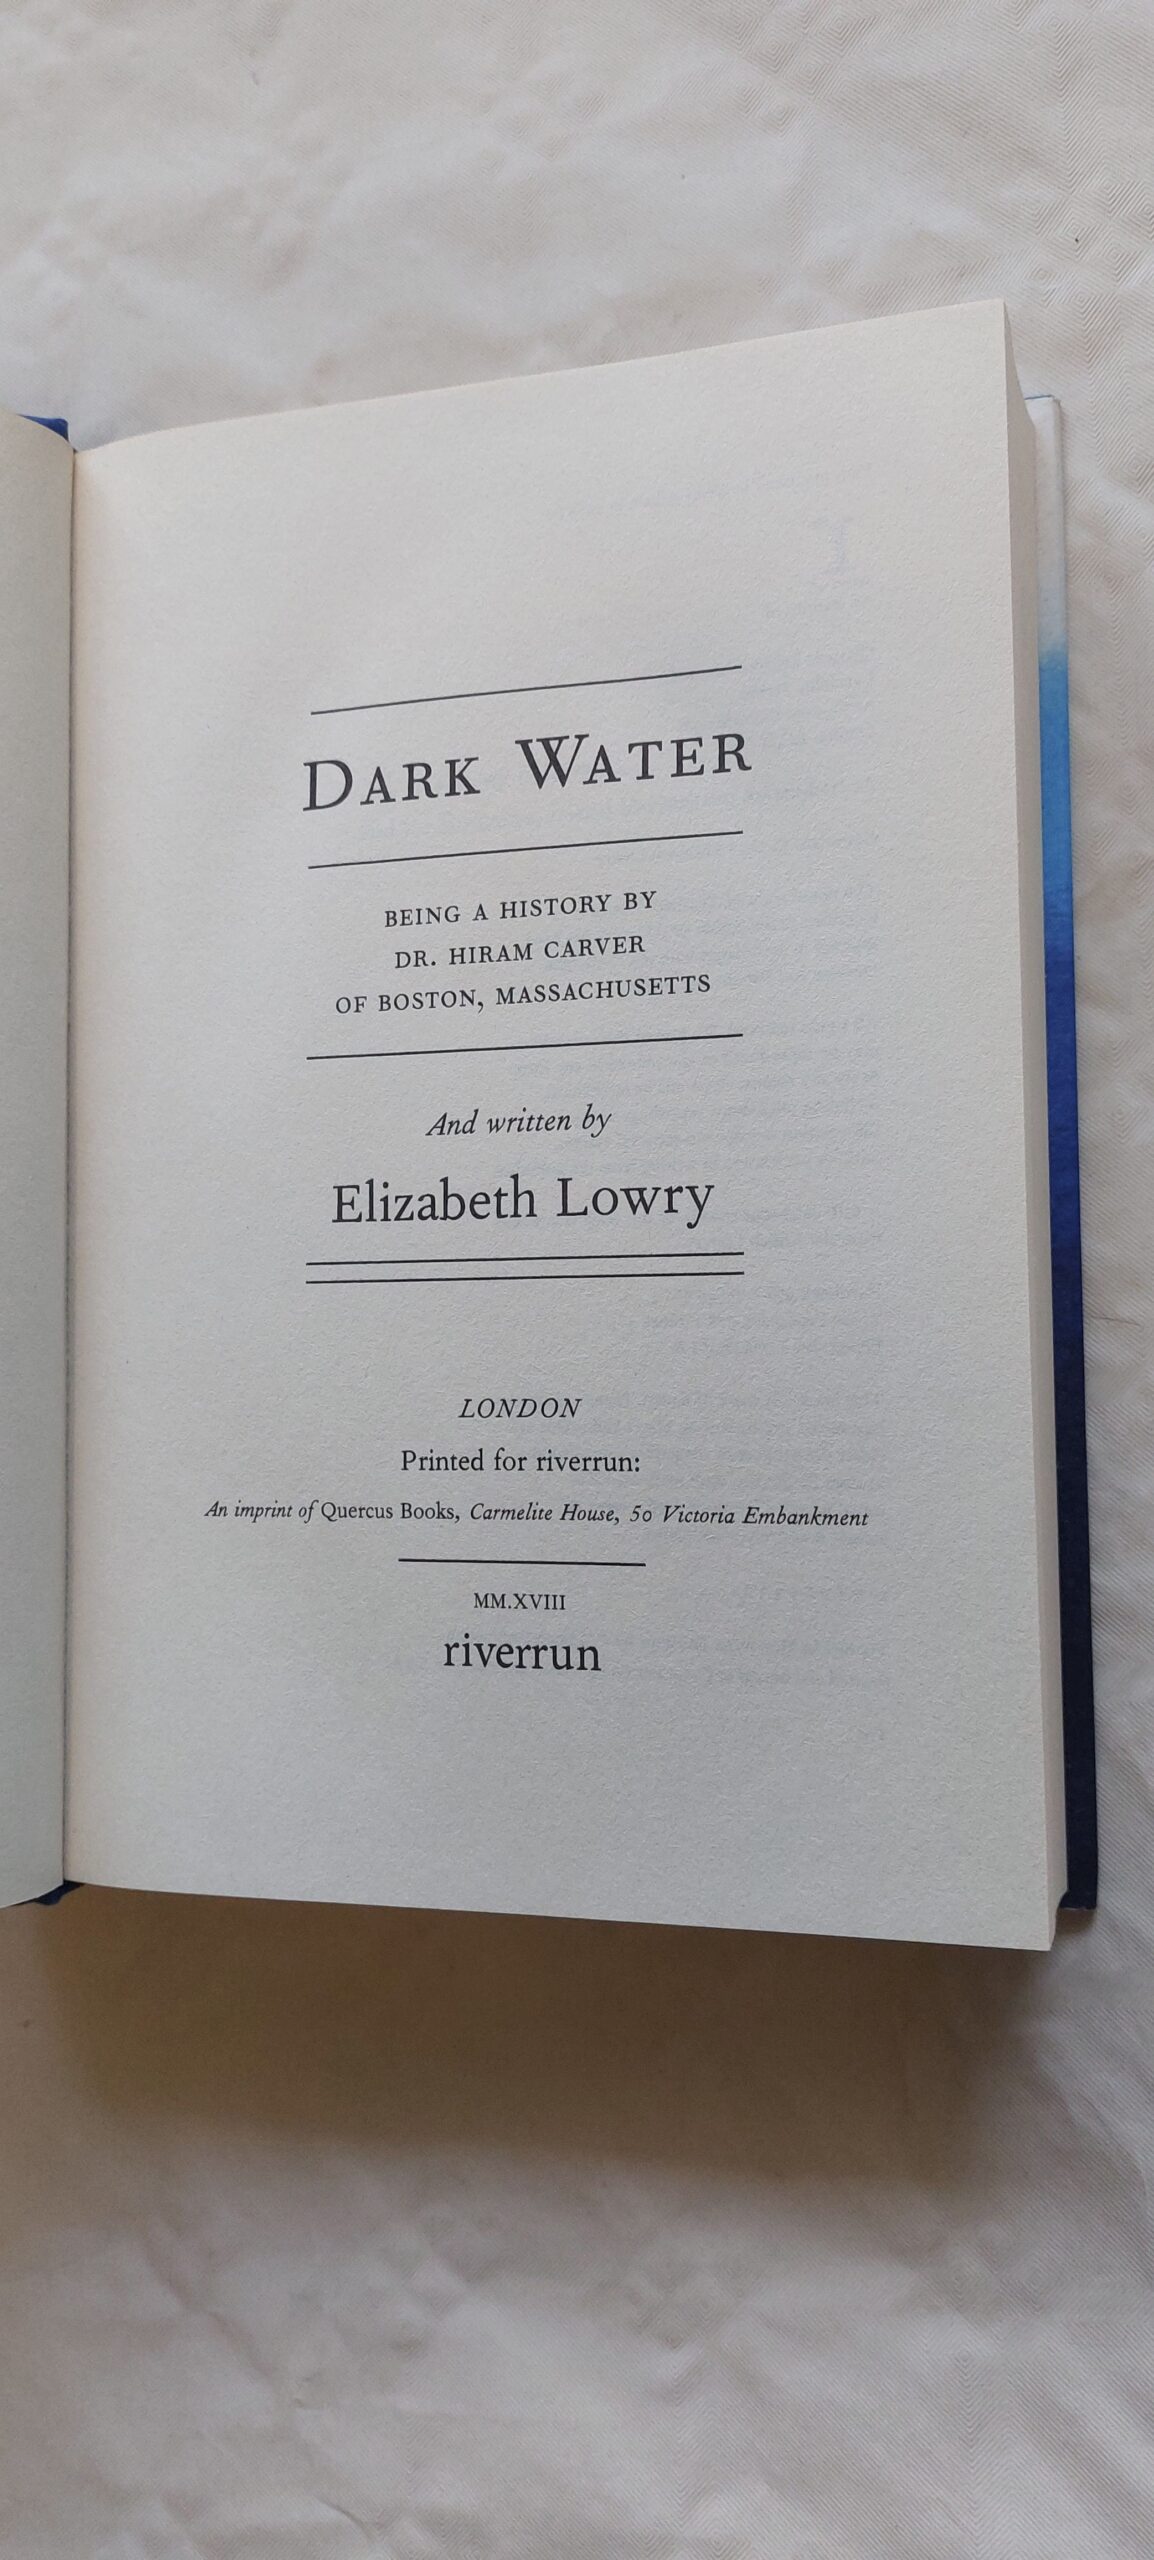 DARK WATER
BEING A HISTORY BY
DR. HIRAM CARVER
OF BOSTON, MASSACHUSETTS
And written by
Elizabeth Lowry
LONDON
Printed for riverrun:
An imprint of Quercus Books, Carmelite House, 50 Victoria Embankment
MM.XVIII
riverrun